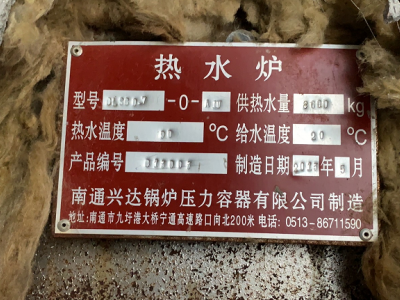 热水炉
型号 -0- 供热水量 8600 kg
热水温度 90 ℃ 给水温度 20 ℃
产品编号 制造日期 年 月
南通兴达锅炉压力容器有限公司制造
地址:南通市九圩港大桥宁通高速路口向北200米 电话: 0513-86711590